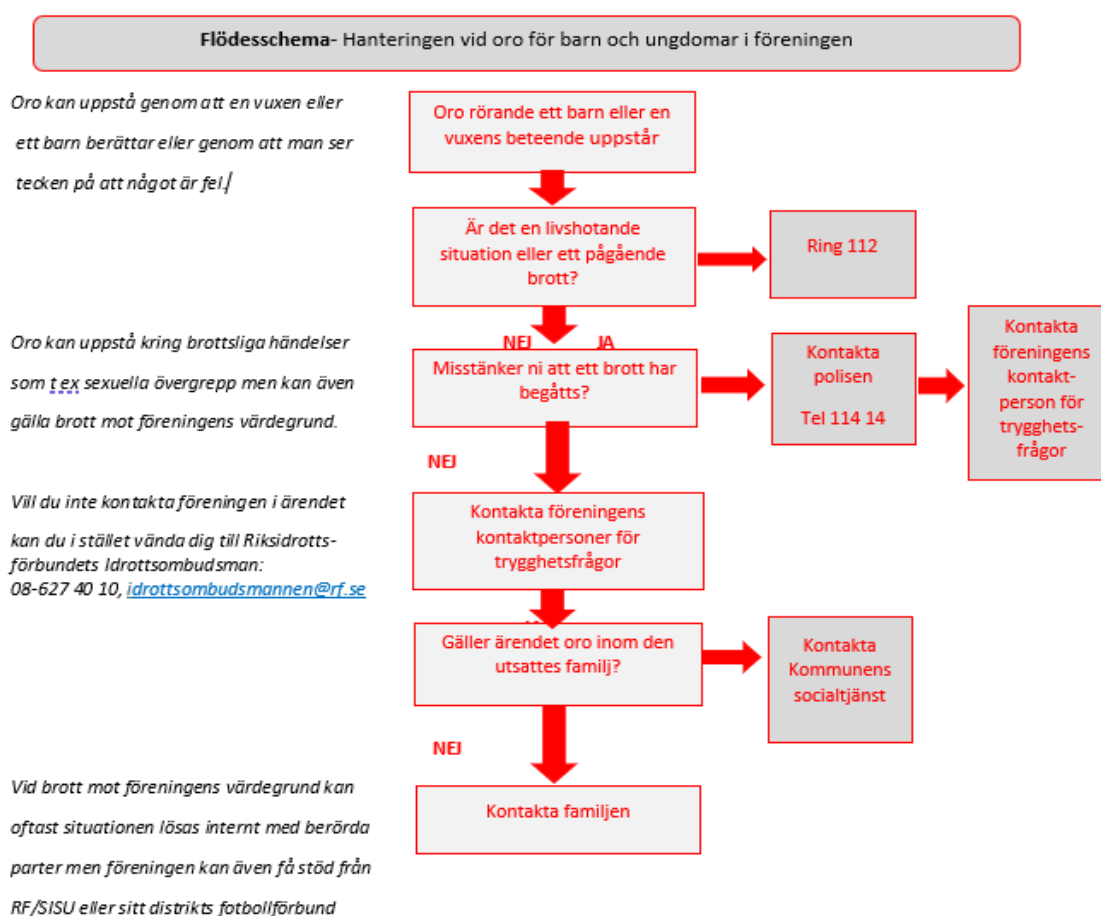 Flödesschema- Hanteringen vid oro för barn och ungdomar i föreningen
Oro kan uppstå genom att en vuxen eller
ett barn berättar eller genom att man ser
tecken på att något är fel.
Oro rörande ett barn eller en
vuxens beteende uppstår
Är det en livshotande
situation eller ett pågående
brott?
Ring 112
NEJ JA
Oro kan uppstå kring brottsliga händelser
som t ex sexuella övergrepp men kan även
gälla brott mot föreningens värdegrund.
Misstänker ni att ett brott har
begåtts?
Kontakta
polisen
Tel 114 14
Kontakta
föreningens
kontakt-
person för
trygghets-
frågor
NEJ
Vill du inte kontakta föreningen i ärendet
kan du i stället vända dig till Riksidrotts-
förbundets Idrottsombudsman:
08-627 40 10, idrottsombudsmannen@rf.se
Kontakta föreningens
kontaktpersoner för
trygghetsfrågor
Gäller ärendet oro inom den
utsattes familj?
Kontakta
Kommunens
socialtjänst
NEJ
Vid brott mot föreningens värdegrund kan
oftast situationen lösas internt med berörda
parter men föreningen kan även få stöd från
RF/SISU eller sitt distrikts fotbollförbund
Kontakta familjen